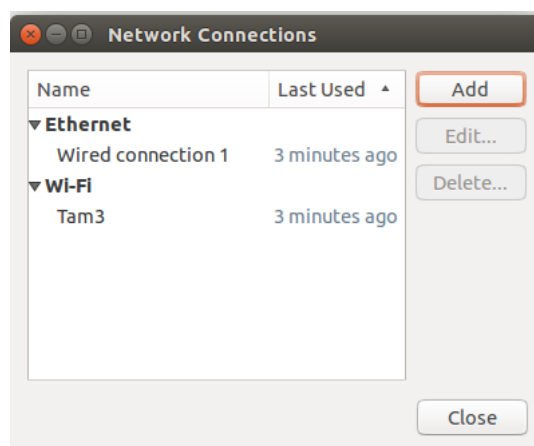 Network Connections
Name Last Used Add
Ethernet Edit...
Wired connection 1 3 minutes ago
Wi-Fi Delete...
Tam3 3 minutes ago
Close